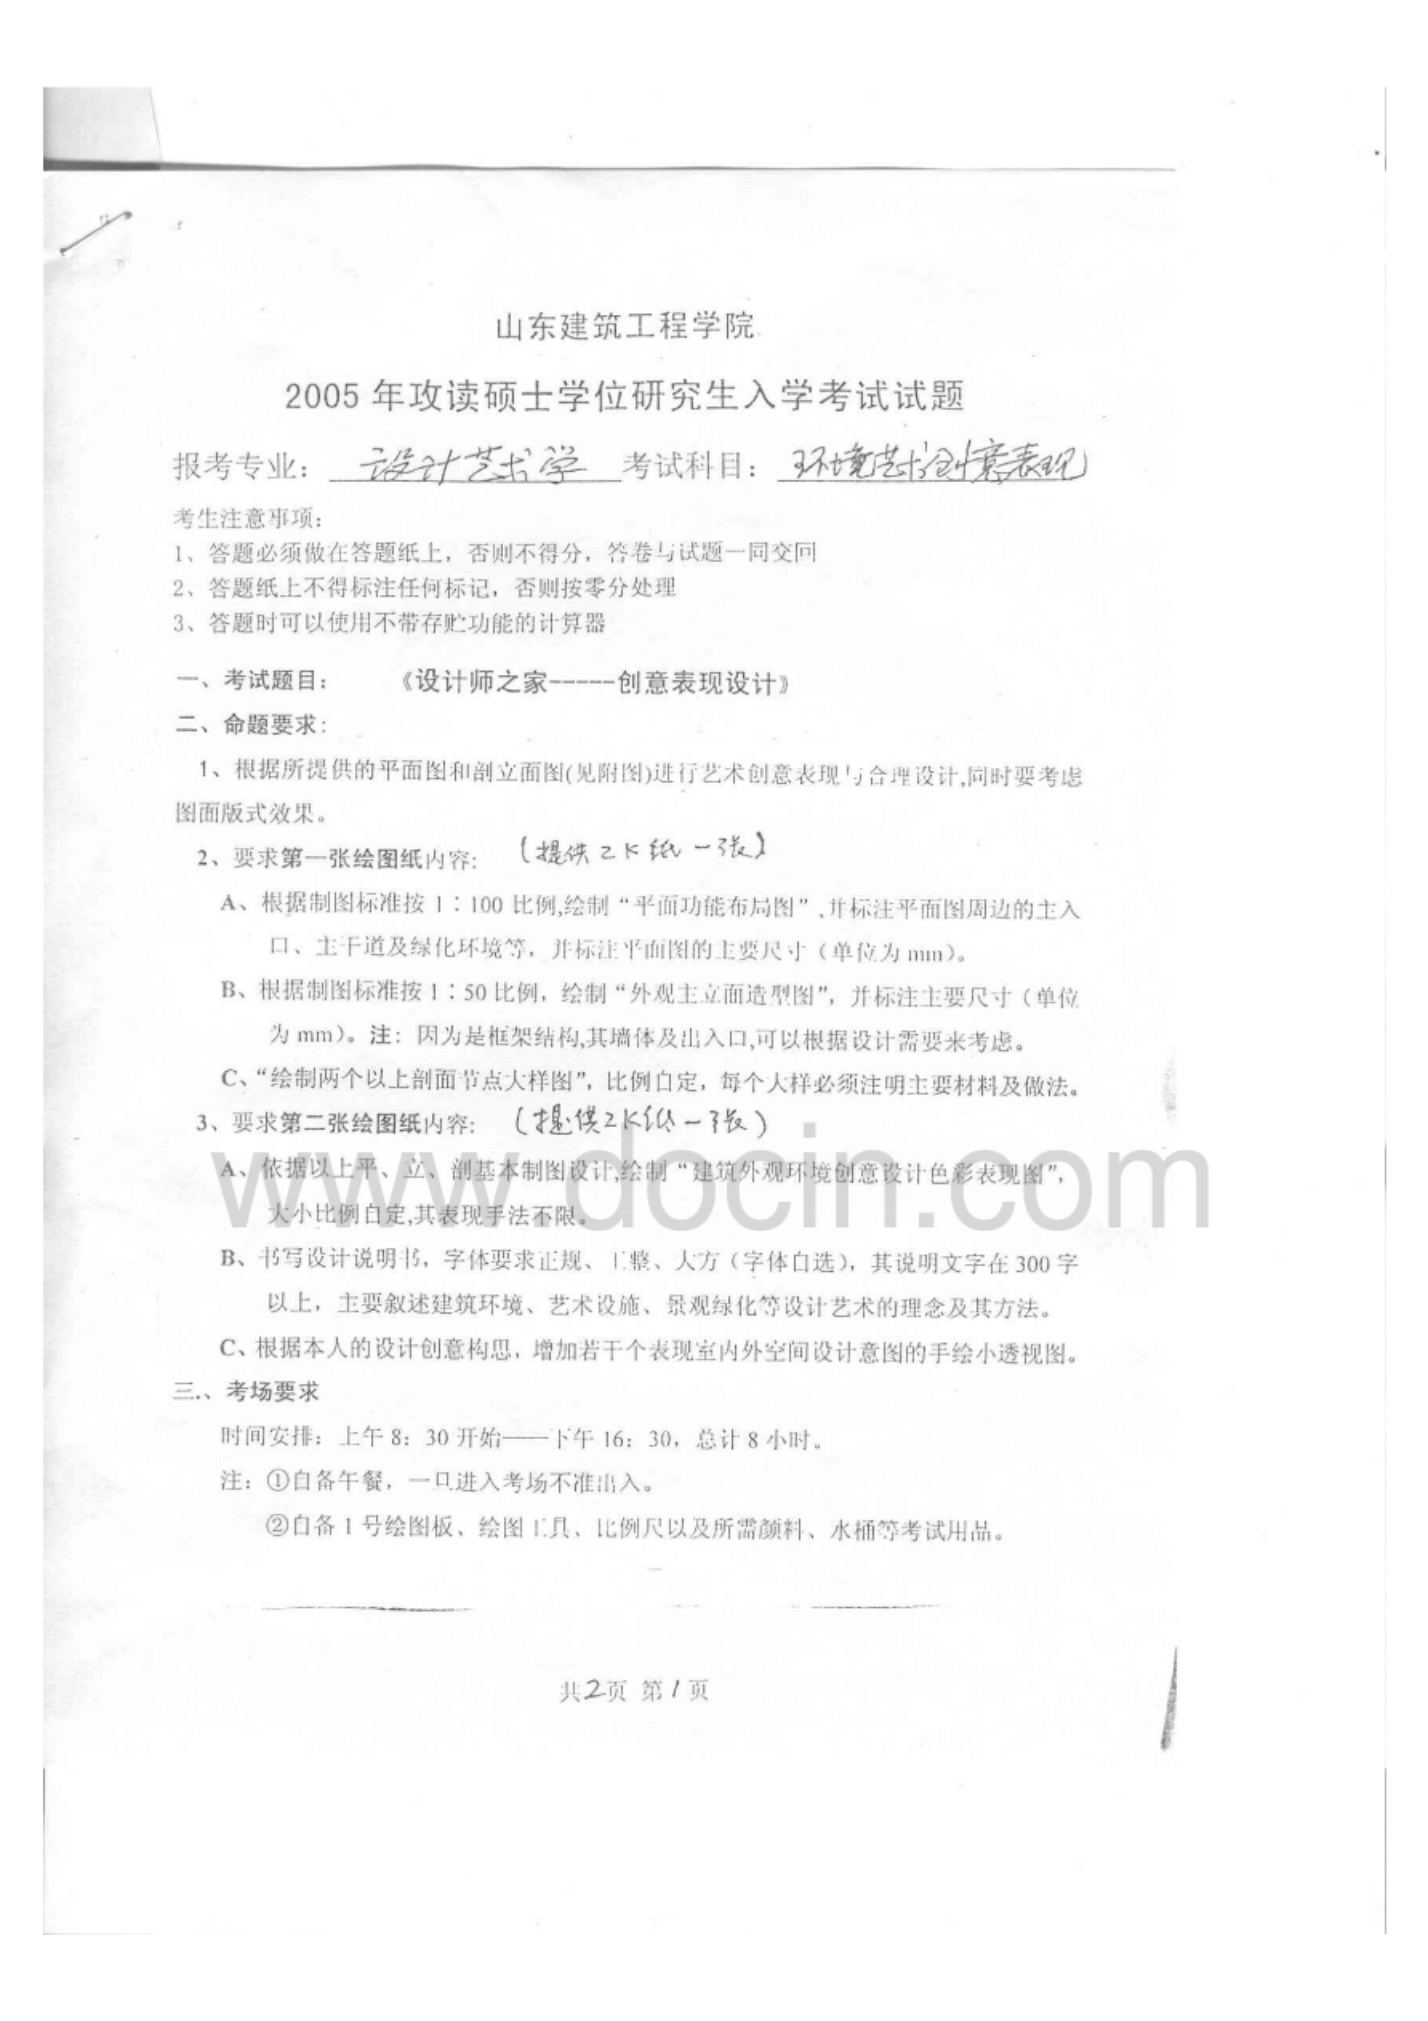 山东建筑工程学院
2005 年攻读硕士学位研究生入学考试试题
报考专业： 设计艺术学 考试科目： 环境艺术创意表现
考生注意事项：
1、答题必须做在答题纸上，否则不得分，答卷与试题一同交回
2、答题纸上不得标注任何标记，否则按零分处理
3、答题时可以使用不带存贮功能的计算器
一、考试题目： 《设计师之家-----创意表现设计》
二、命题要求：
1、根据所提供的平面图和剖立面图(见附图)进行艺术创意表现与合理设计,同时要考虑
图面版式效果。
2、要求第一张绘图纸内容: （提供2K纸一张）
A、根据制图标准按 1∶100 比例,绘制“平面功能布局图”,并标注平面图周边的主入
口、主干道及绿化环境等，并标注平面图的主要尺寸（单位为 mm）。
B、根据制图标准按 1∶50 比例，绘制“外观主立面造型图”，并标注主要尺寸（单位
为 mm）。注：因为是框架结构,其墙体及出入口,可以根据设计需要来考虑。
C、“绘制两个以上剖面节点大样图”，比例自定，每个大样必须注明主要材料及做法。
3、要求第二张绘图纸内容: （提供2K纸一张）
www.docin.com
A、依据以上平、立、剖基本制图设计,绘制“建筑外观环境创意设计色彩表现图”，
大小比例自定,其表现手法不限。
B、书写设计说明书，字体要求正规、工整、大方（字体自选），其说明文字在 300 字
以上，主要叙述建筑环境、艺术设施、景观绿化等设计艺术的理念及其方法。
C、根据本人的设计创意构思，增加若干个表现室内外空间设计意图的手绘小透视图。
三.、考场要求
时间安排：上午 8：30 开始——下午 16：30，总计 8 小时。
注：①自备午餐，一旦进入考场不准出入。
②自备 1 号绘图板、绘图工具、比例尺以及所需颜料、水桶等考试用品。
共2页 第1页